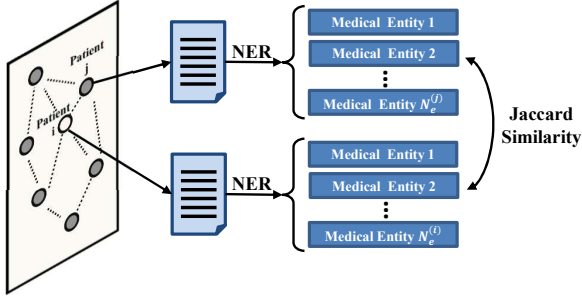 Patient
j
Patient
i
NER
Medical Entity 1
Medical Entity 2
Medical Entity N_e^(j)
NER
Medical Entity 1
Medical Entity 2
Medical Entity N_e^(i)
Jaccard
Similarity